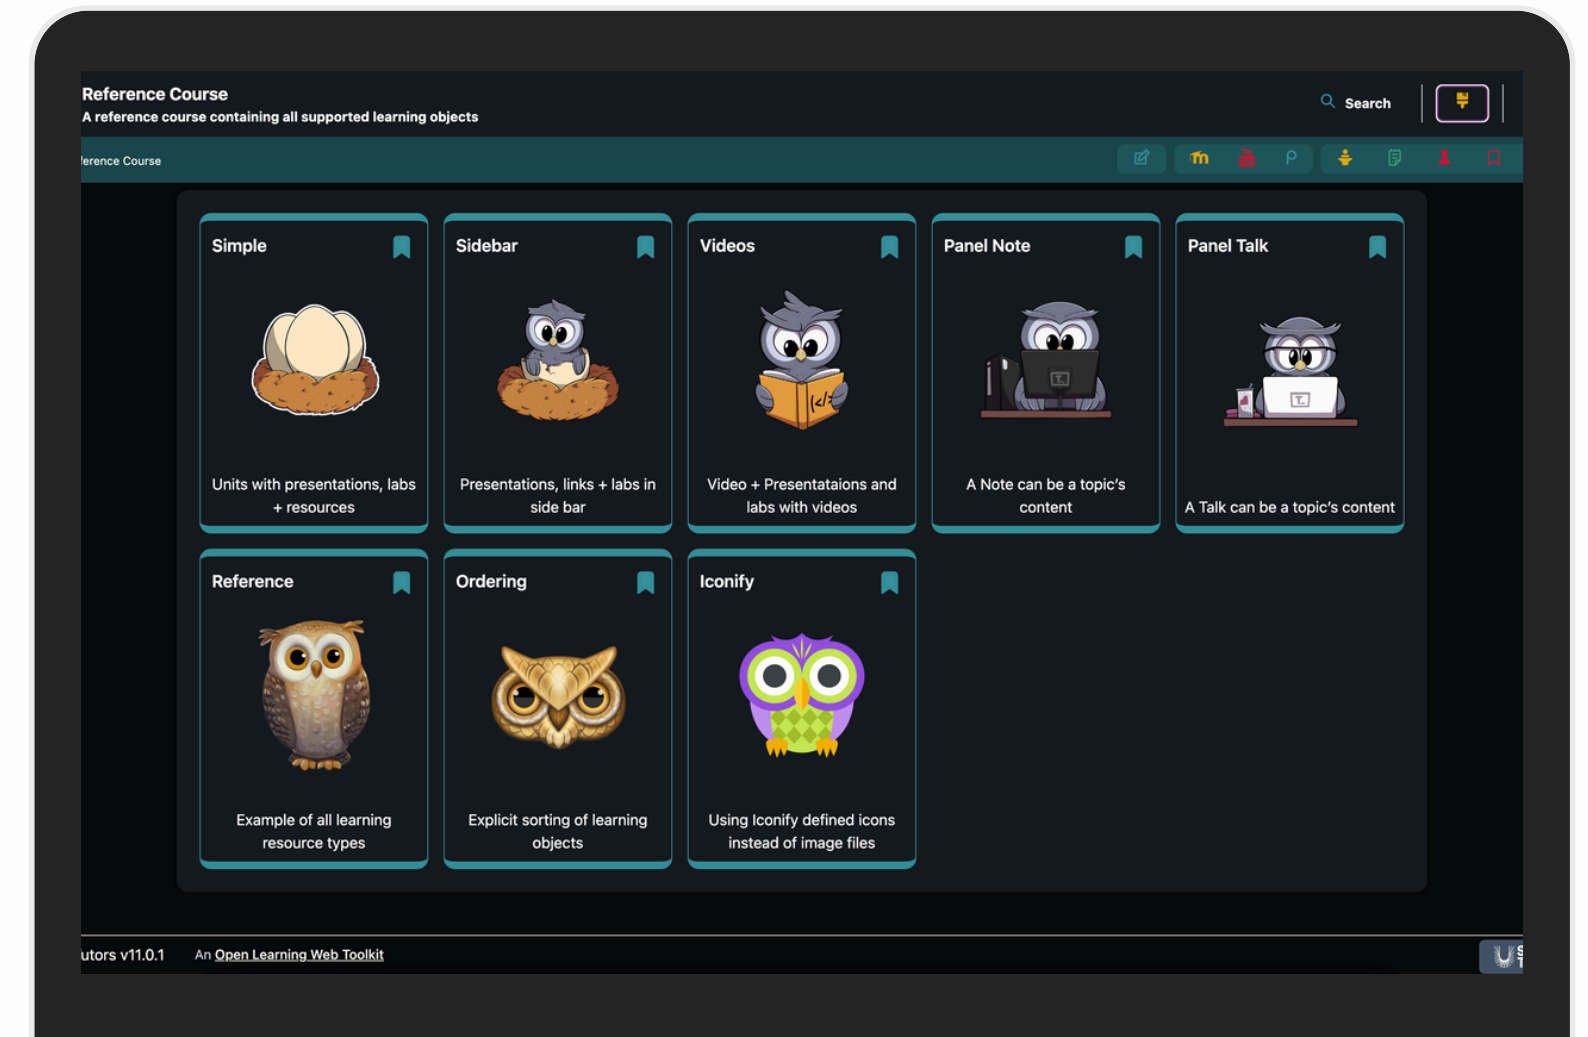 Reference Course
A reference course containing all supported learning objects
Search
ference Course
Simple
Sidebar
Videos
Panel Note
Panel Talk
</>
T
T
Units with presentations, labs
+ resources
Presentations, links + labs in
side bar
Video + Presentataions and
labs with videos
A Note can be a topic's
content
A Talk can be a topic's content
Reference
Ordering
Iconify
Example of all learning
resource types
Explicit sorting of learning
objects
Using Iconify defined icons
instead of image files
utors v11.0.1
An Open Learning Web Toolkit